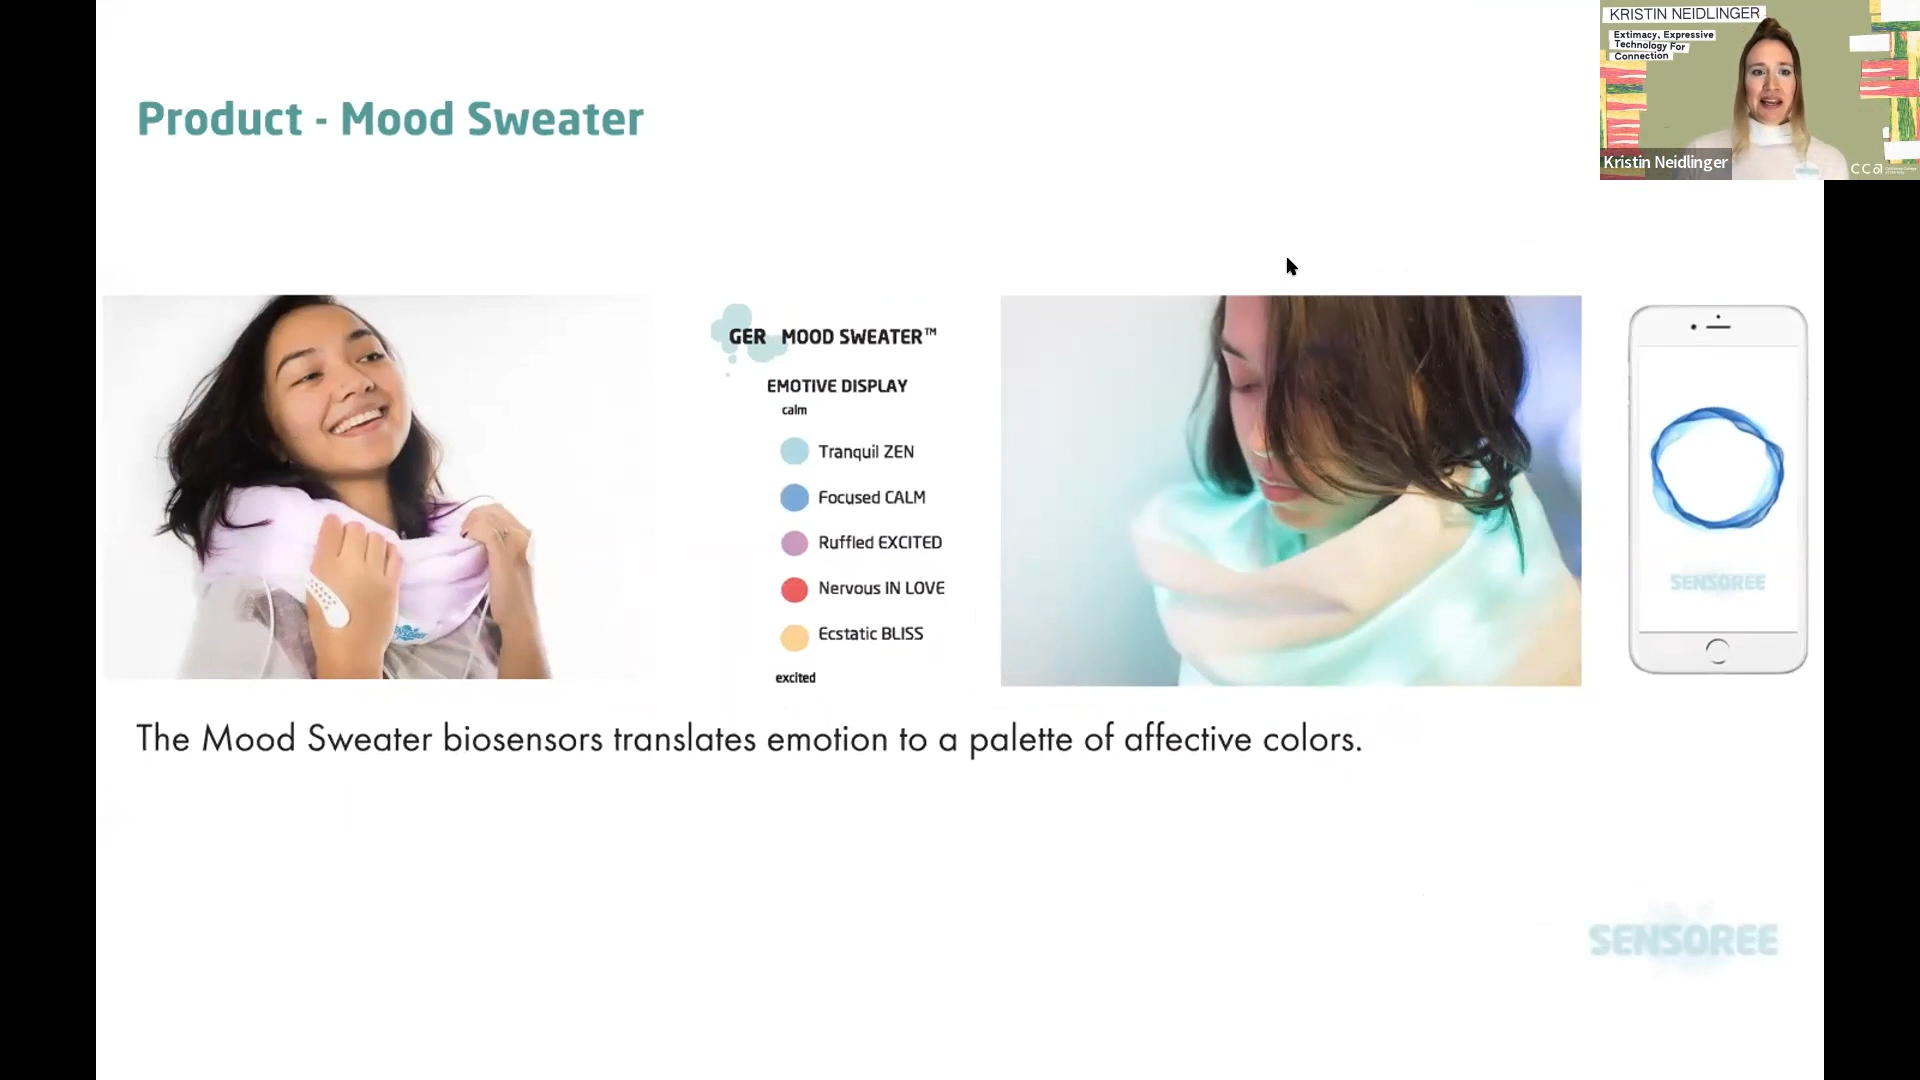 Product - Mood Sweater
KRISTIN NEIDLINGER
Extimacy, Expressive
Technology For
Connection
Kristin Neidlinger
CCA
GER MOOD SWEATER™
EMOTIVE DISPLAY
calm
Tranquil ZEN
Focused CALM
Ruffled EXCITED
Nervous IN LOVE
Ecstatic BLISS
excited
SENSOREE
SENSOREE
The Mood Sweater biosensors translates emotion to a palette of affective colors.
SENSOREE